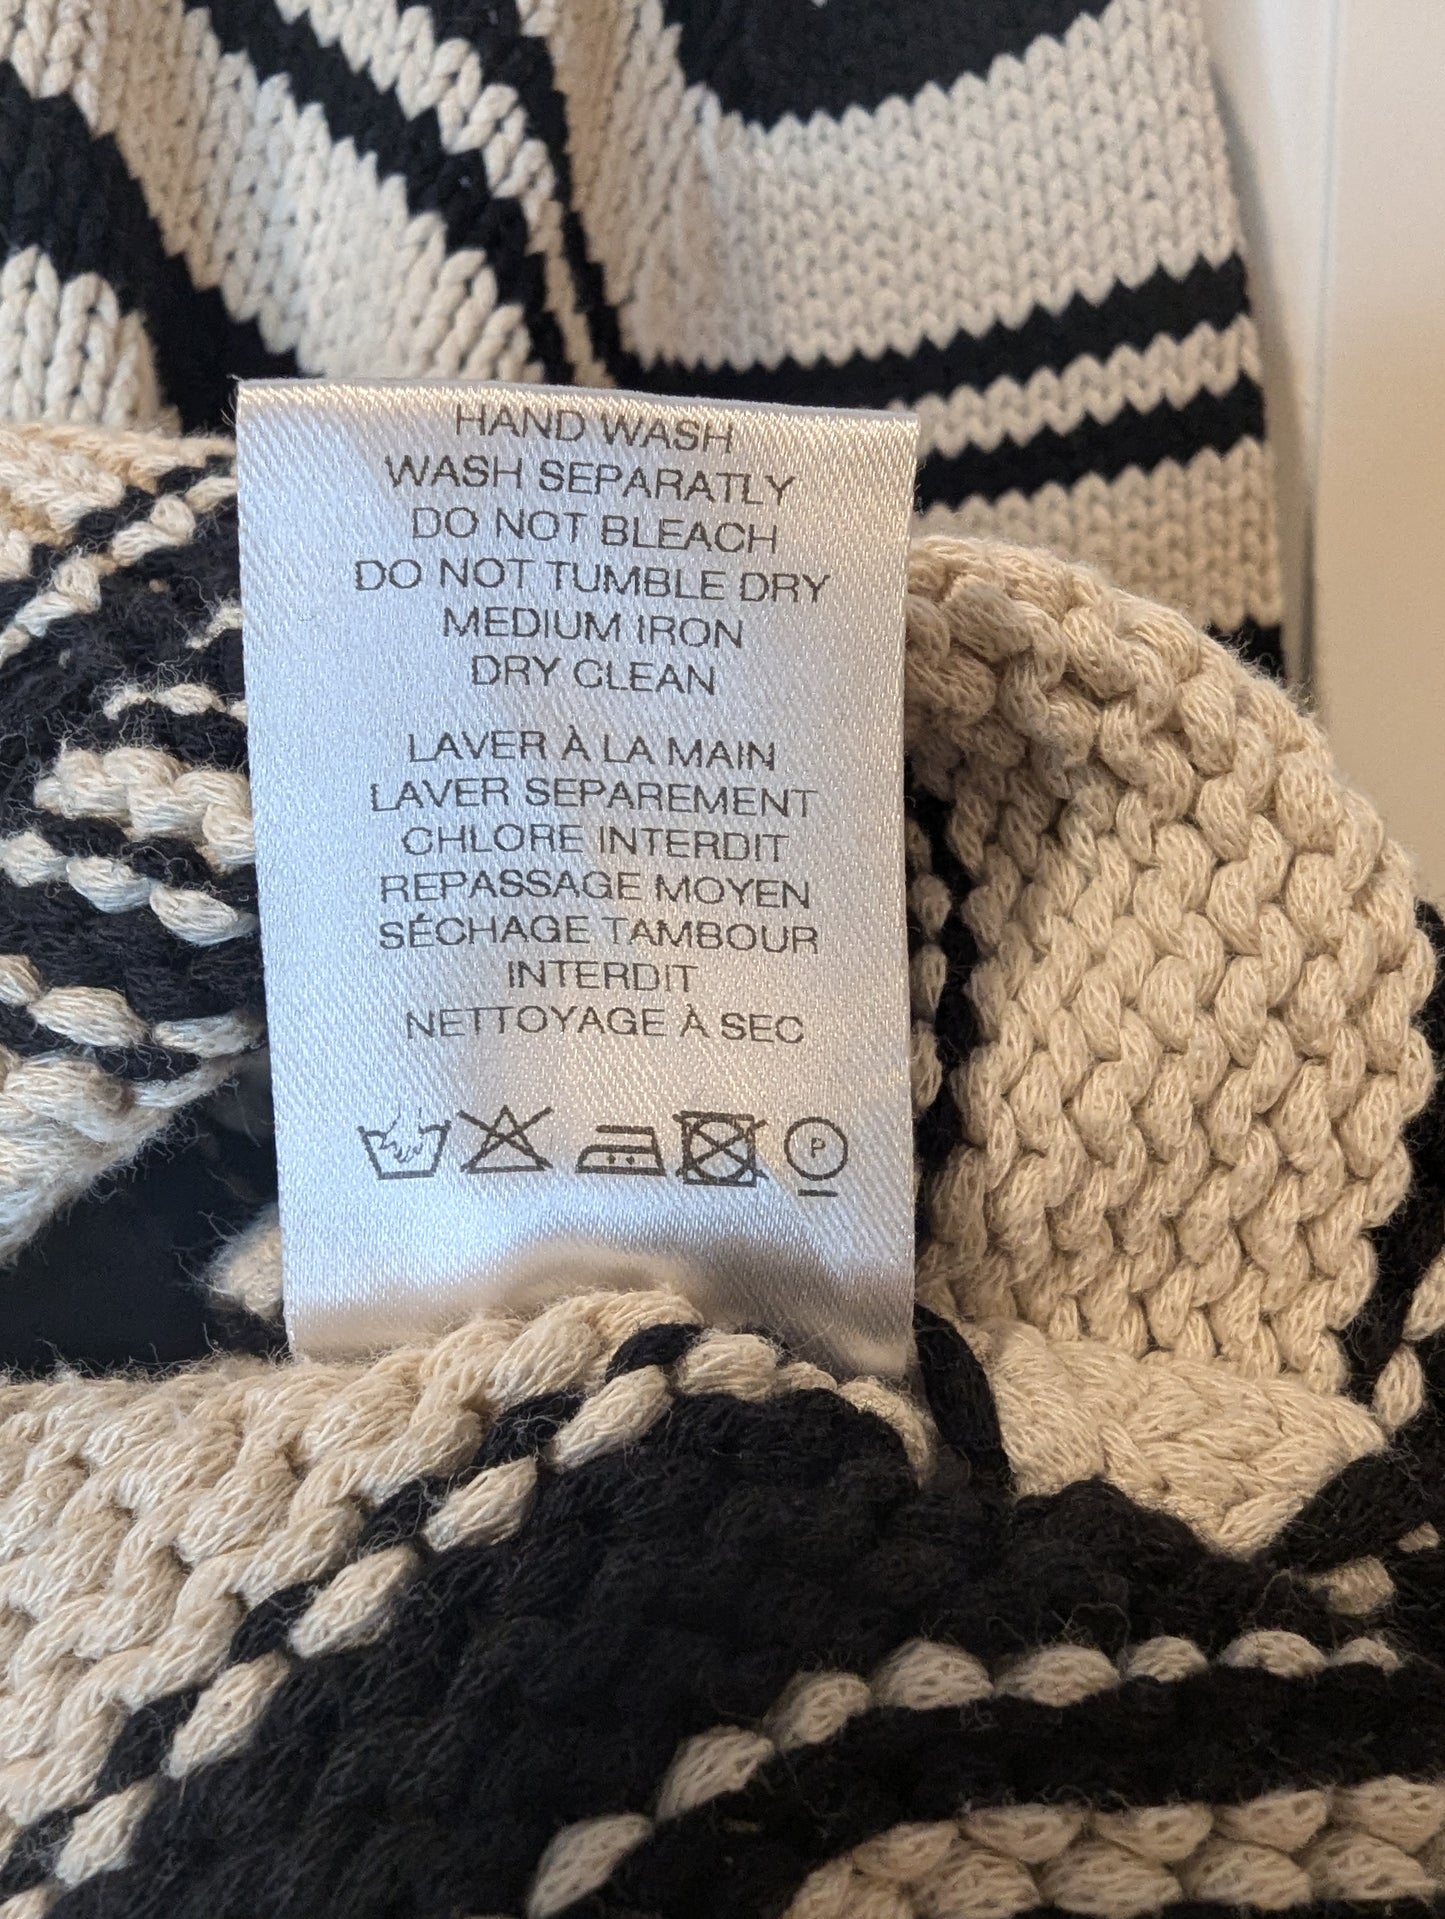 HAND WASH
WASH SEPARATLY
DO NOT BLEACH
DO NOT TUMBLE DRY
MEDIUM IRON
DRY CLEAN
LAVER À LA MAIN
LAVER SEPAREMENT
CHLORE INTERDIT
REPASSAGE MOYEN
SÉCHAGE TAMBOUR
INTERDIT
NETTOYAGE À SEC
P